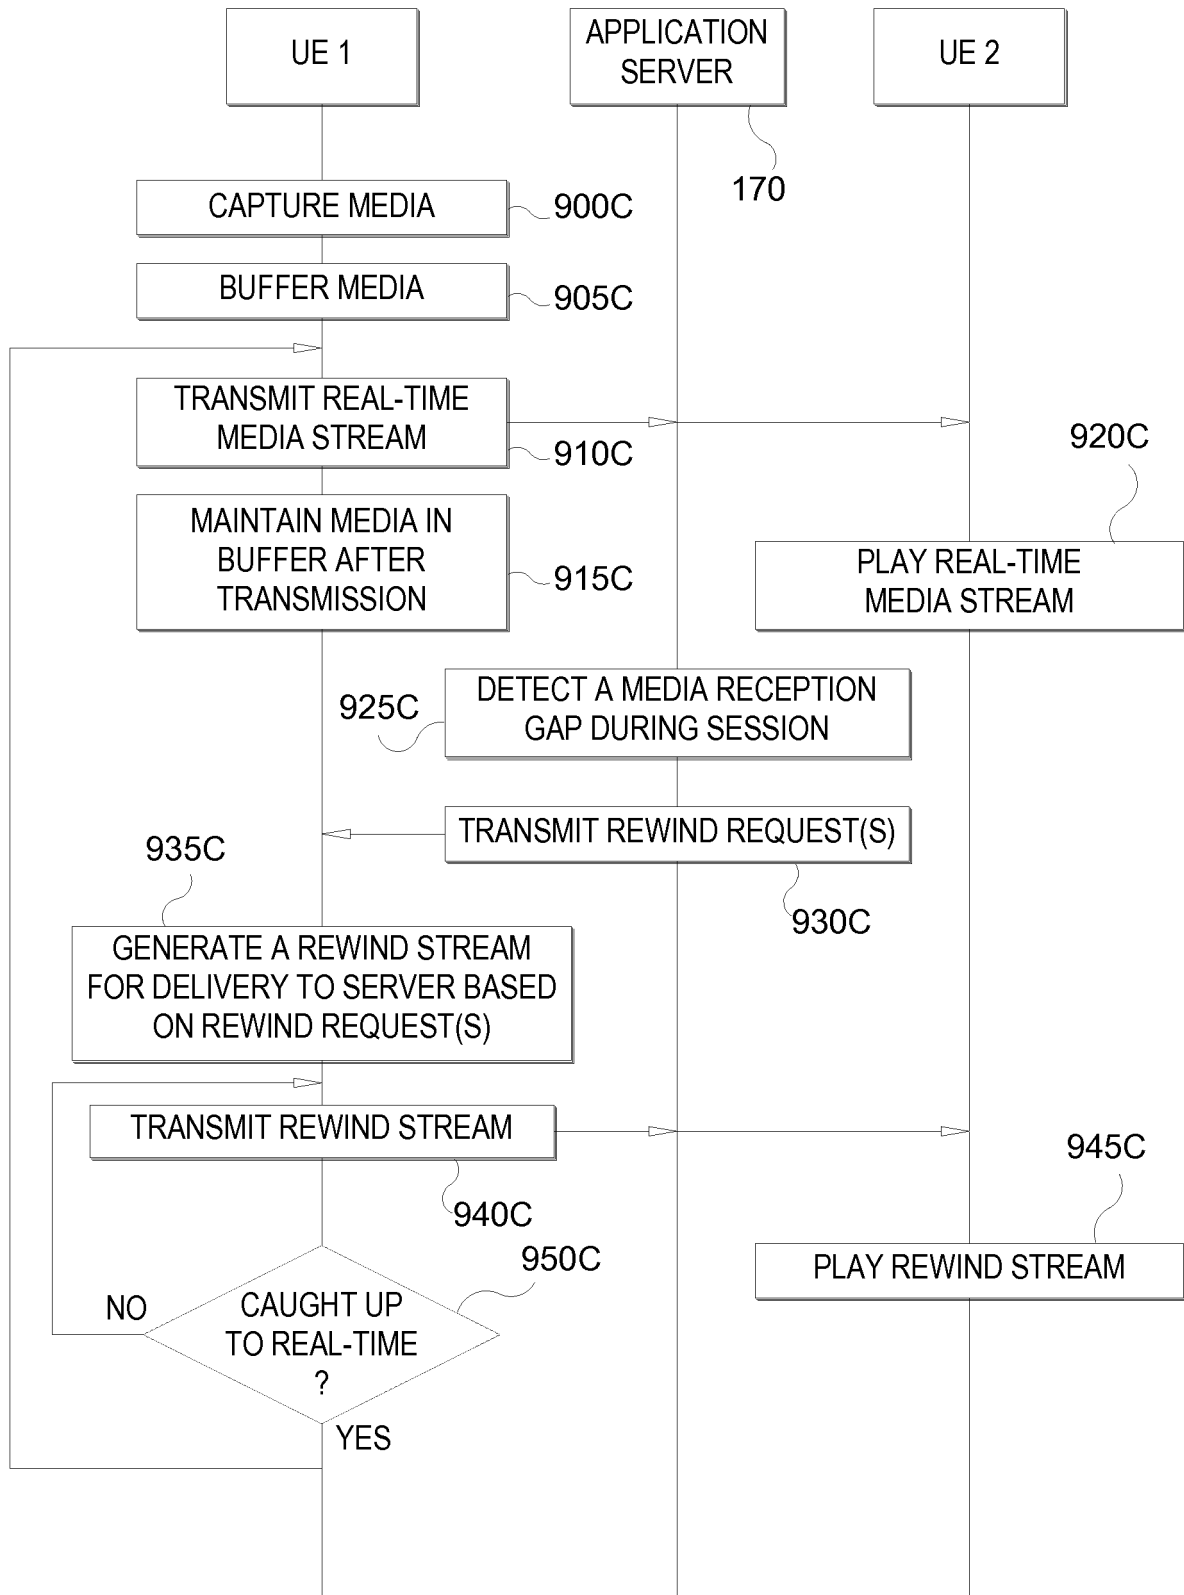 UE 1
APPLICATION
SERVER
UE 2
170
CAPTURE MEDIA
900C
BUFFER MEDIA
905C
TRANSMIT REAL-TIME
MEDIA STREAM
910C
920C
MAINTAIN MEDIA IN
BUFFER AFTER
TRANSMISSION
915C
PLAY REAL-TIME
MEDIA STREAM
925C
DETECT A MEDIA RECEPTION
GAP DURING SESSION
TRANSMIT REWIND REQUEST(S)
930C
935C
GENERATE A REWIND STREAM
FOR DELIVERY TO SERVER BASED
ON REWIND REQUEST(S)
TRANSMIT REWIND STREAM
940C
945C
PLAY REWIND STREAM
950C
NO
CAUGHT UP
TO REAL-TIME
?
YES